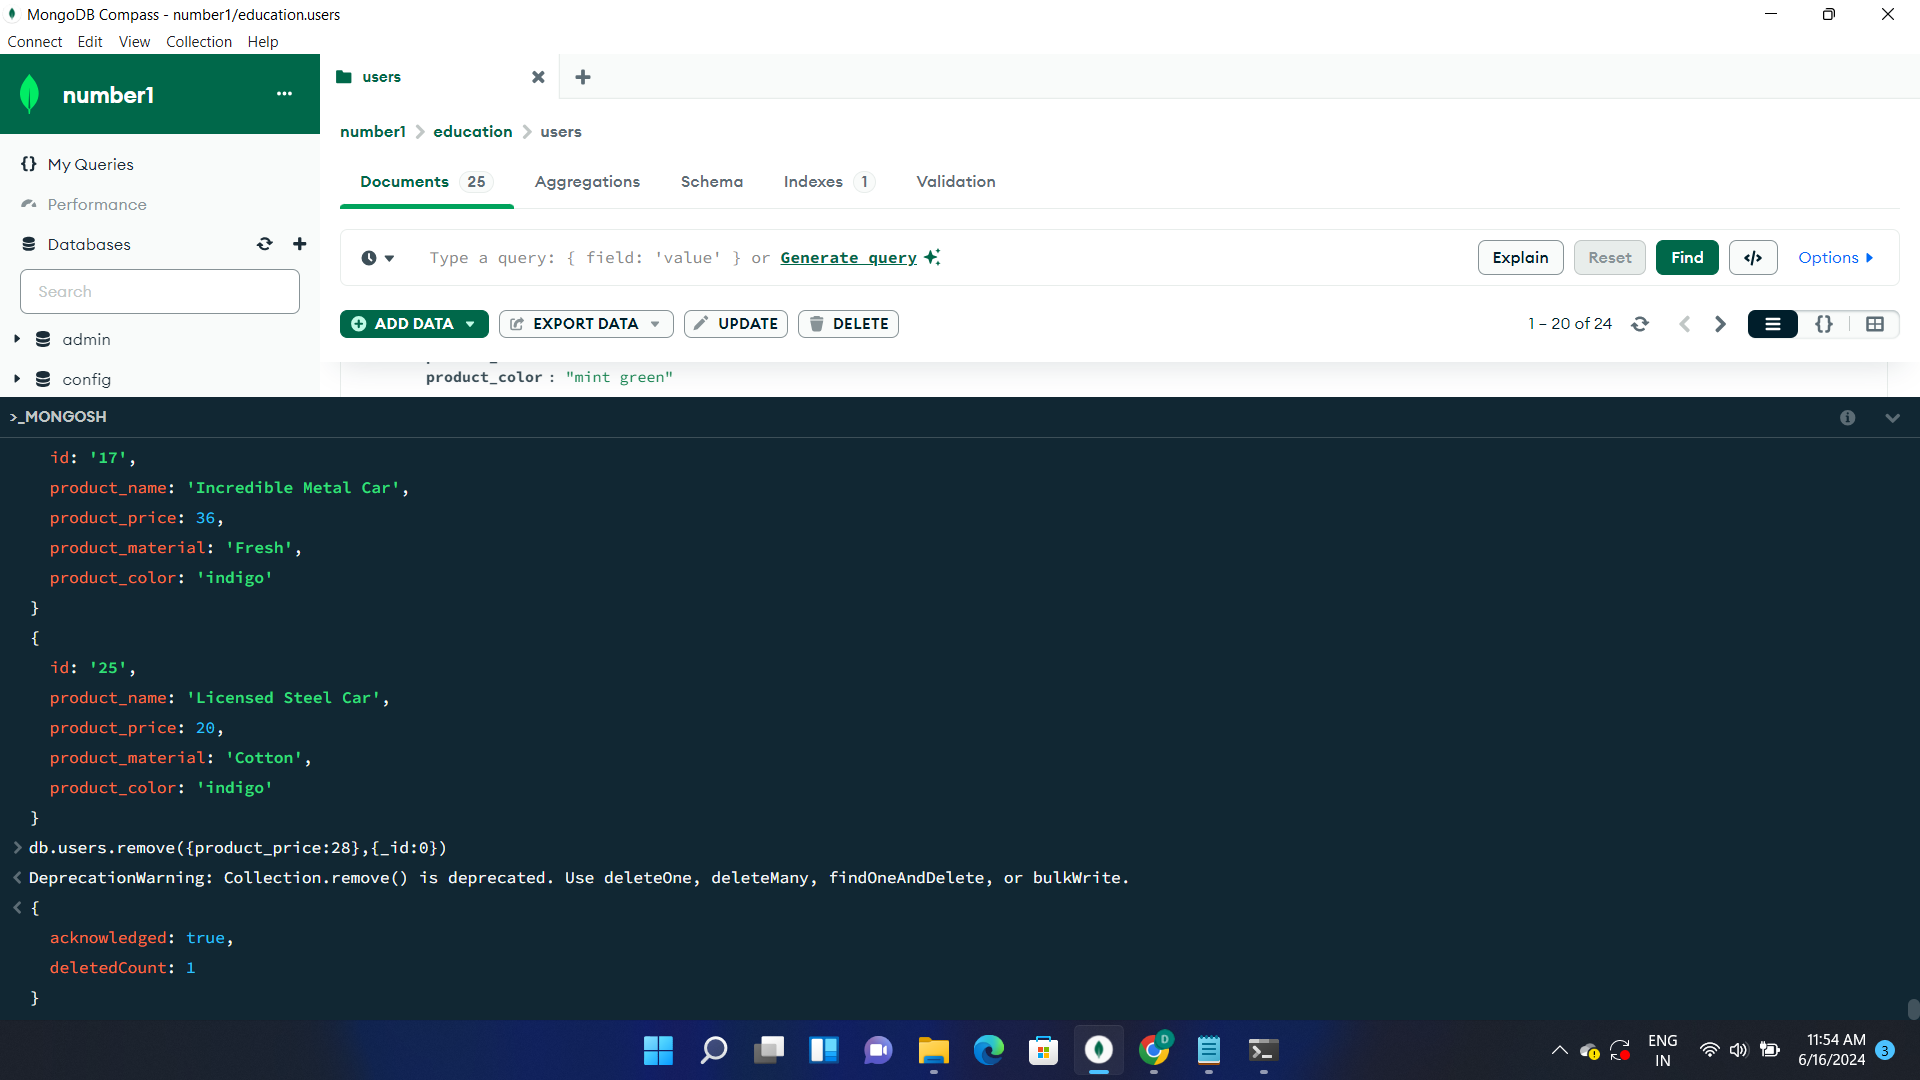 MongoDB Compass - number1/education.users
Connect Edit View Collection Help
number1
My Queries
Performance
Databases
Search
admin
config
users
number1 education users
Documents 25 Aggregations Schema Indexes 1 Validation
Type a query: { field: 'value' } or Generate query
Explain Reset Find </> Options
ADD DATA EXPORT DATA UPDATE DELETE
1 – 20 of 24 {}
product_color : "mint green"
>_MONGOSH
id: '17',
product_name: 'Incredible Metal Car',
product_price: 36,
product_material: 'Fresh',
product_color: 'indigo'
}
{
id: '25',
product_name: 'Licensed Steel Car',
product_price: 20,
product_material: 'Cotton',
product_color: 'indigo'
}
> db.users.remove({product_price:28},{_id:0})
< DeprecationWarning: Collection.remove() is deprecated. Use deleteOne, deleteMany, findOneAndDelete, or bulkWrite.
< {
acknowledged: true,
deletedCount: 1
}
D
ENG
IN
11:54 AM
6/16/2024
3